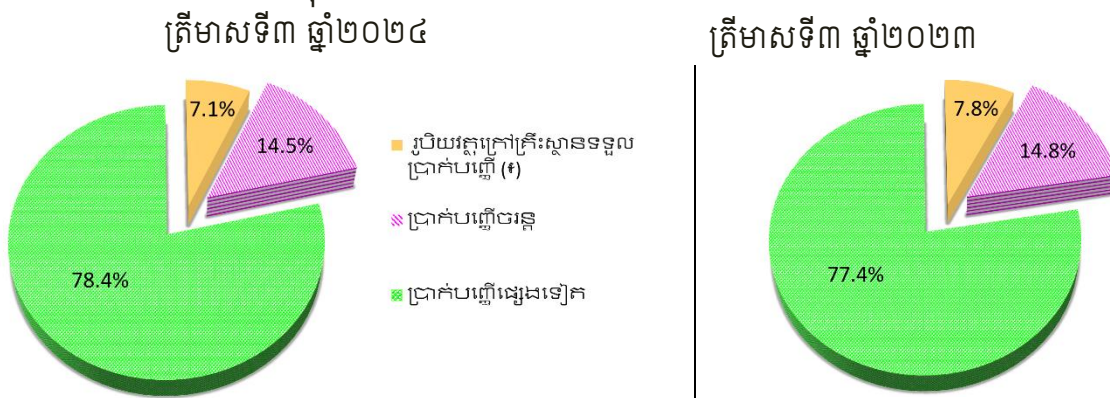 ត្រីមាសទី៣ ឆ្នាំ២០២៤
7.1%
14.5%
78.4%
រូបិយវត្ថុក្រៅគ្រឹះស្ថានទទួល
ប្រាក់បញ្ញើ (៛)
ប្រាក់បញ្ញើចរន្ត
ប្រាក់បញ្ញើផ្សេងទៀត
ត្រីមាសទី៣ ឆ្នាំ២០២៣
7.8%
14.8%
77.4%